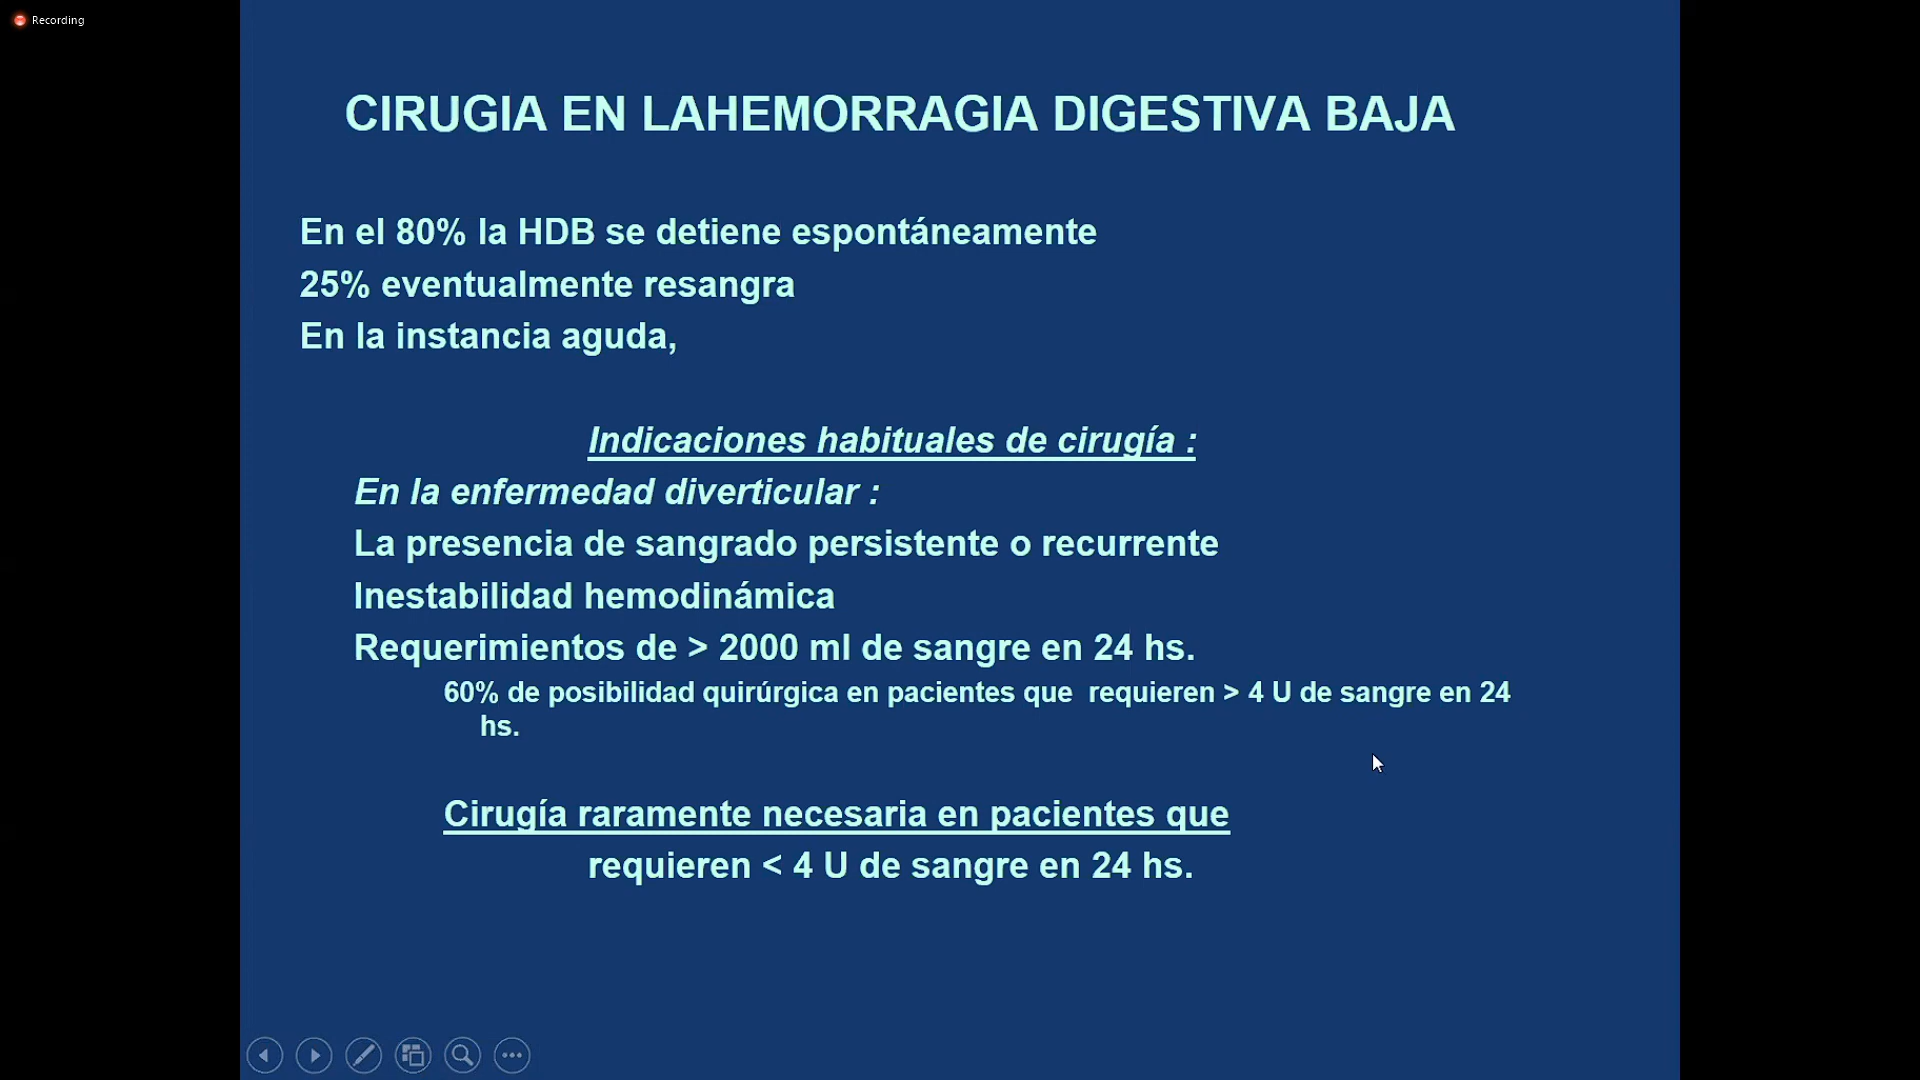 Recording
CIRUGIA EN LAHEMORRAGIA DIGESTIVA BAJA
En el 80% la HDB se detiene espontáneamente
25% eventualmente resangra
En la instancia aguda,
Indicaciones habituales de cirugía :
En la enfermedad diverticular :
La presencia de sangrado persistente o recurrente
Inestabilidad hemodinámica
Requerimientos de > 2000 ml de sangre en 24 hs.
60% de posibilidad quirúrgica en pacientes que requieren > 4 U de sangre en 24
hs.
Cirugía raramente necesaria en pacientes que
requieren < 4 U de sangre en 24 hs.